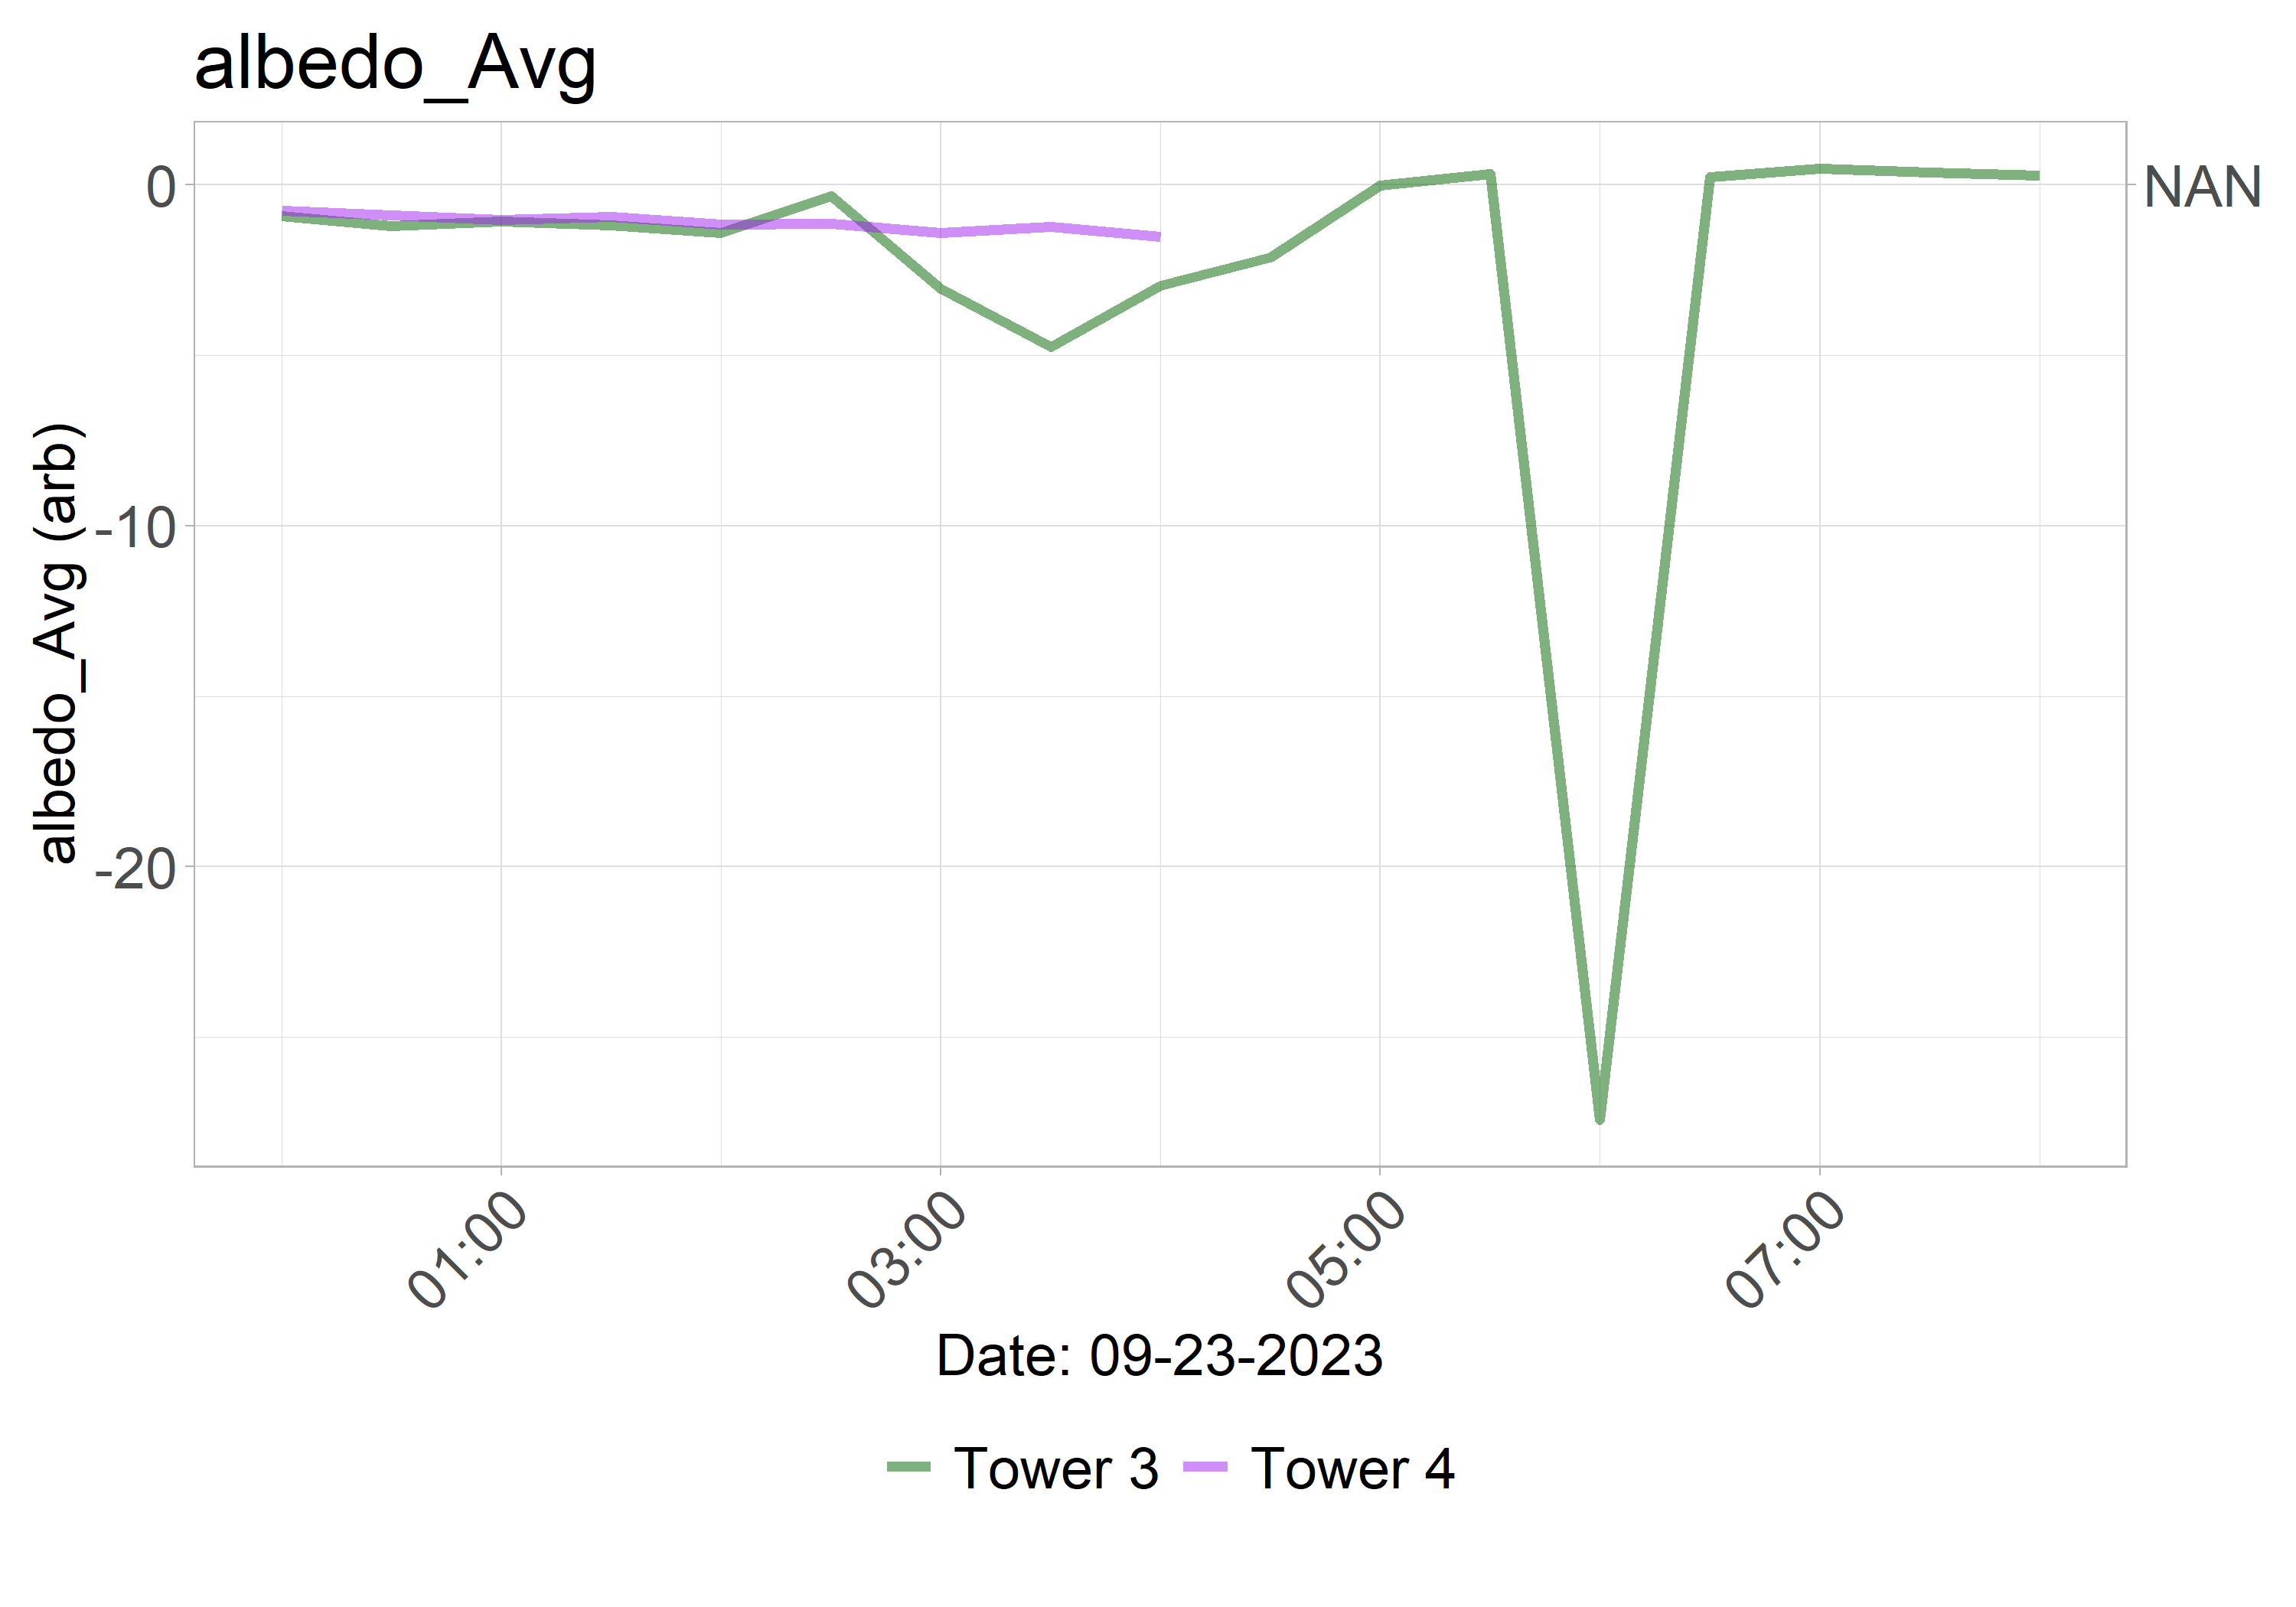 albedo_Avg
albedo_Avg (arb)
0
-10
-20
NAN
01:00
03:00
05:00
07:00
Date: 09-23-2023
Tower 3
Tower 4